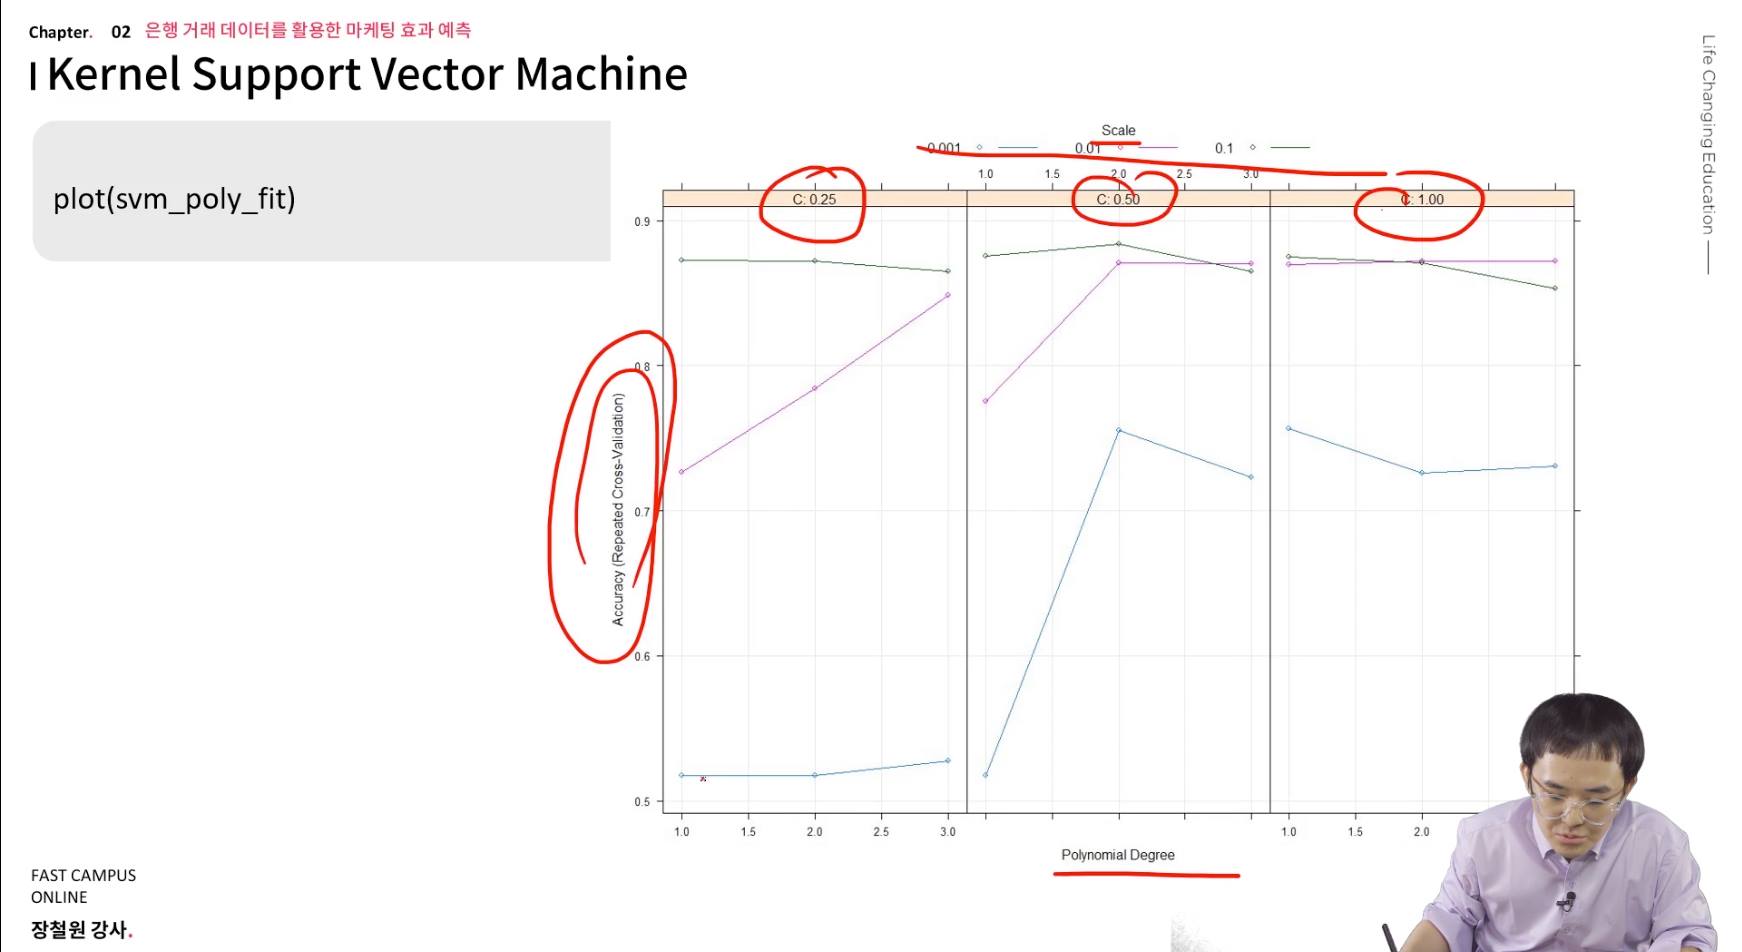 Chapter. 02 은행 거래 데이터를 활용한 마케팅 효과 예측
Kernel Support Vector Machine
Life Changing Education
plot(svm_poly_fit)
Scale
0.001 0.01 0.1
1.0 1.5 2.0 2.5 3.0
C: 0.25 C: 0.50 C: 1.00
0.9
0.8
0.7
0.6
0.5
Accuracy (Repeated Cross-Validation)
1.0 1.5 2.0 2.5 3.0 1.0 1.5 2.0
Polynomial Degree
FAST CAMPUS
ONLINE
장철원 강사.